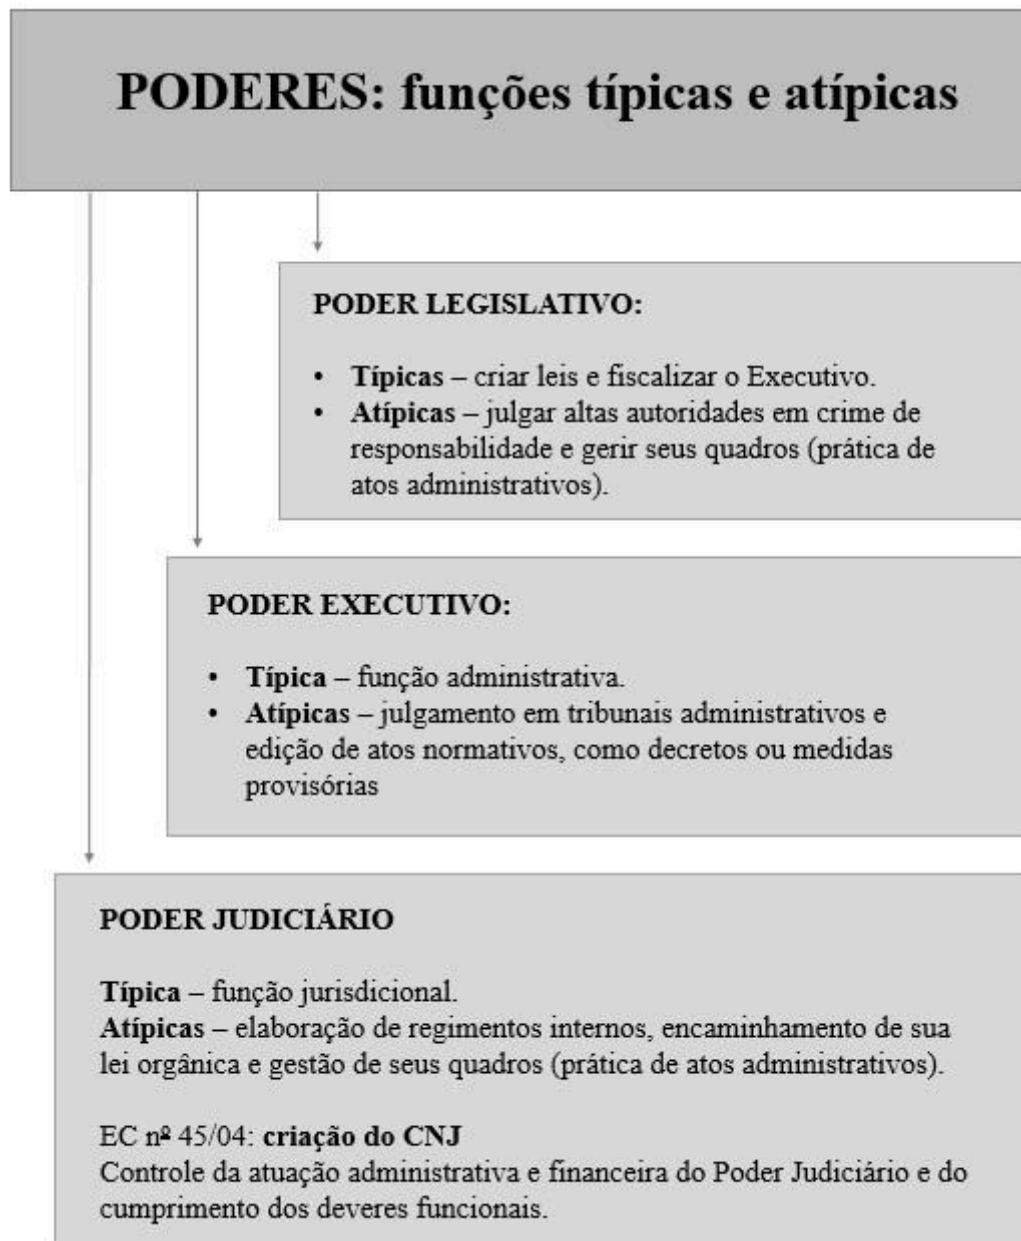 PODERES: funções típicas e atípicas
PODER LEGISLATIVO:
• Típicas – criar leis e fiscalizar o Executivo.
• Atípicas – julgar altas autoridades em crime de
responsabilidade e gerir seus quadros (prática de
atos administrativos).
PODER EXECUTIVO:
• Típica – função administrativa.
• Atípicas – julgamento em tribunais administrativos e
edição de atos normativos, como decretos ou medidas
provisórias
PODER JUDICIÁRIO
Típica – função jurisdicional.
Atípicas – elaboração de regimentos internos, encaminhamento de sua
lei orgânica e gestão de seus quadros (prática de atos administrativos).
EC nº 45/04: criação do CNJ
Controle da atuação administrativa e financeira do Poder Judiciário e do
cumprimento dos deveres funcionais.